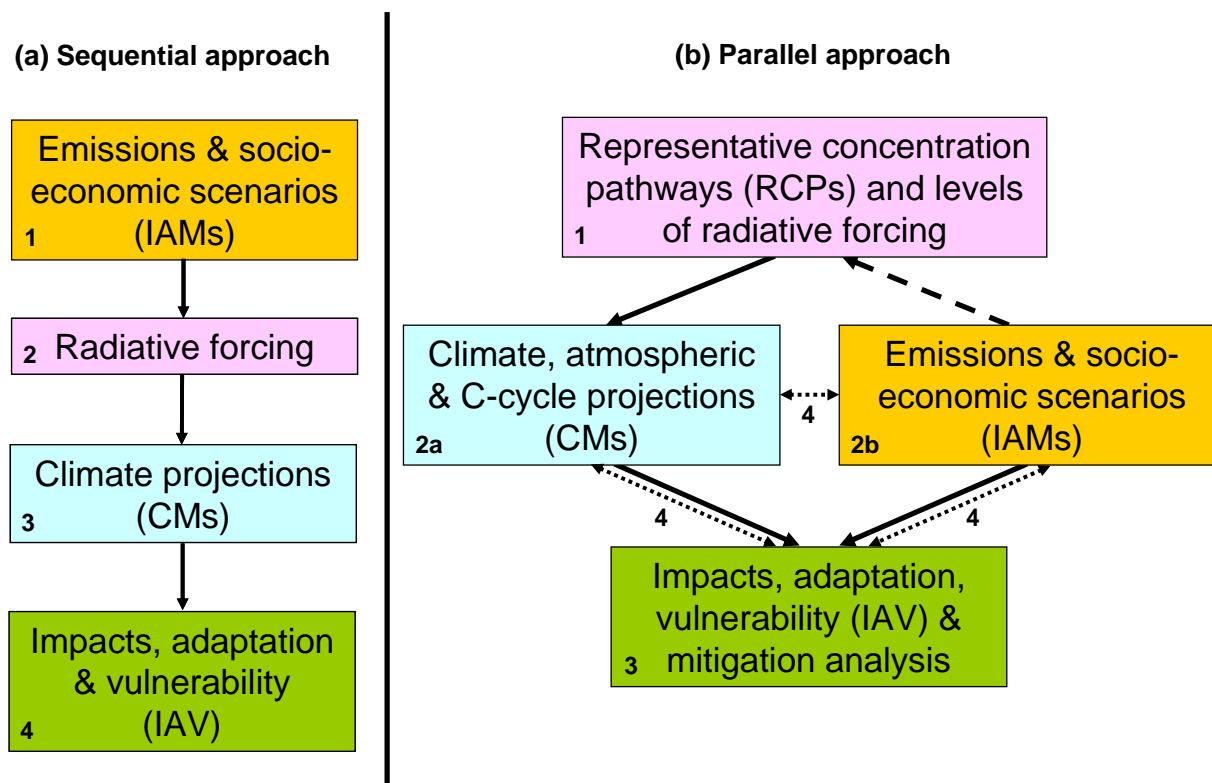 (a) Sequential approach
Emissions & socio-
economic scenarios
(IAMs)
1
2
Radiative forcing
Climate projections
(CMs)
3
Impacts, adaptation
& vulnerability
(IAV)
4
(b) Parallel approach
Representative concentration
pathways (RCPs) and levels
of radiative forcing
1
Climate, atmospheric
& C-cycle projections
(CMs)
2a
4
Emissions & socio-
economic scenarios
(IAMs)
2b
4
4
Impacts, adaptation,
vulnerability (IAV) &
mitigation analysis
3